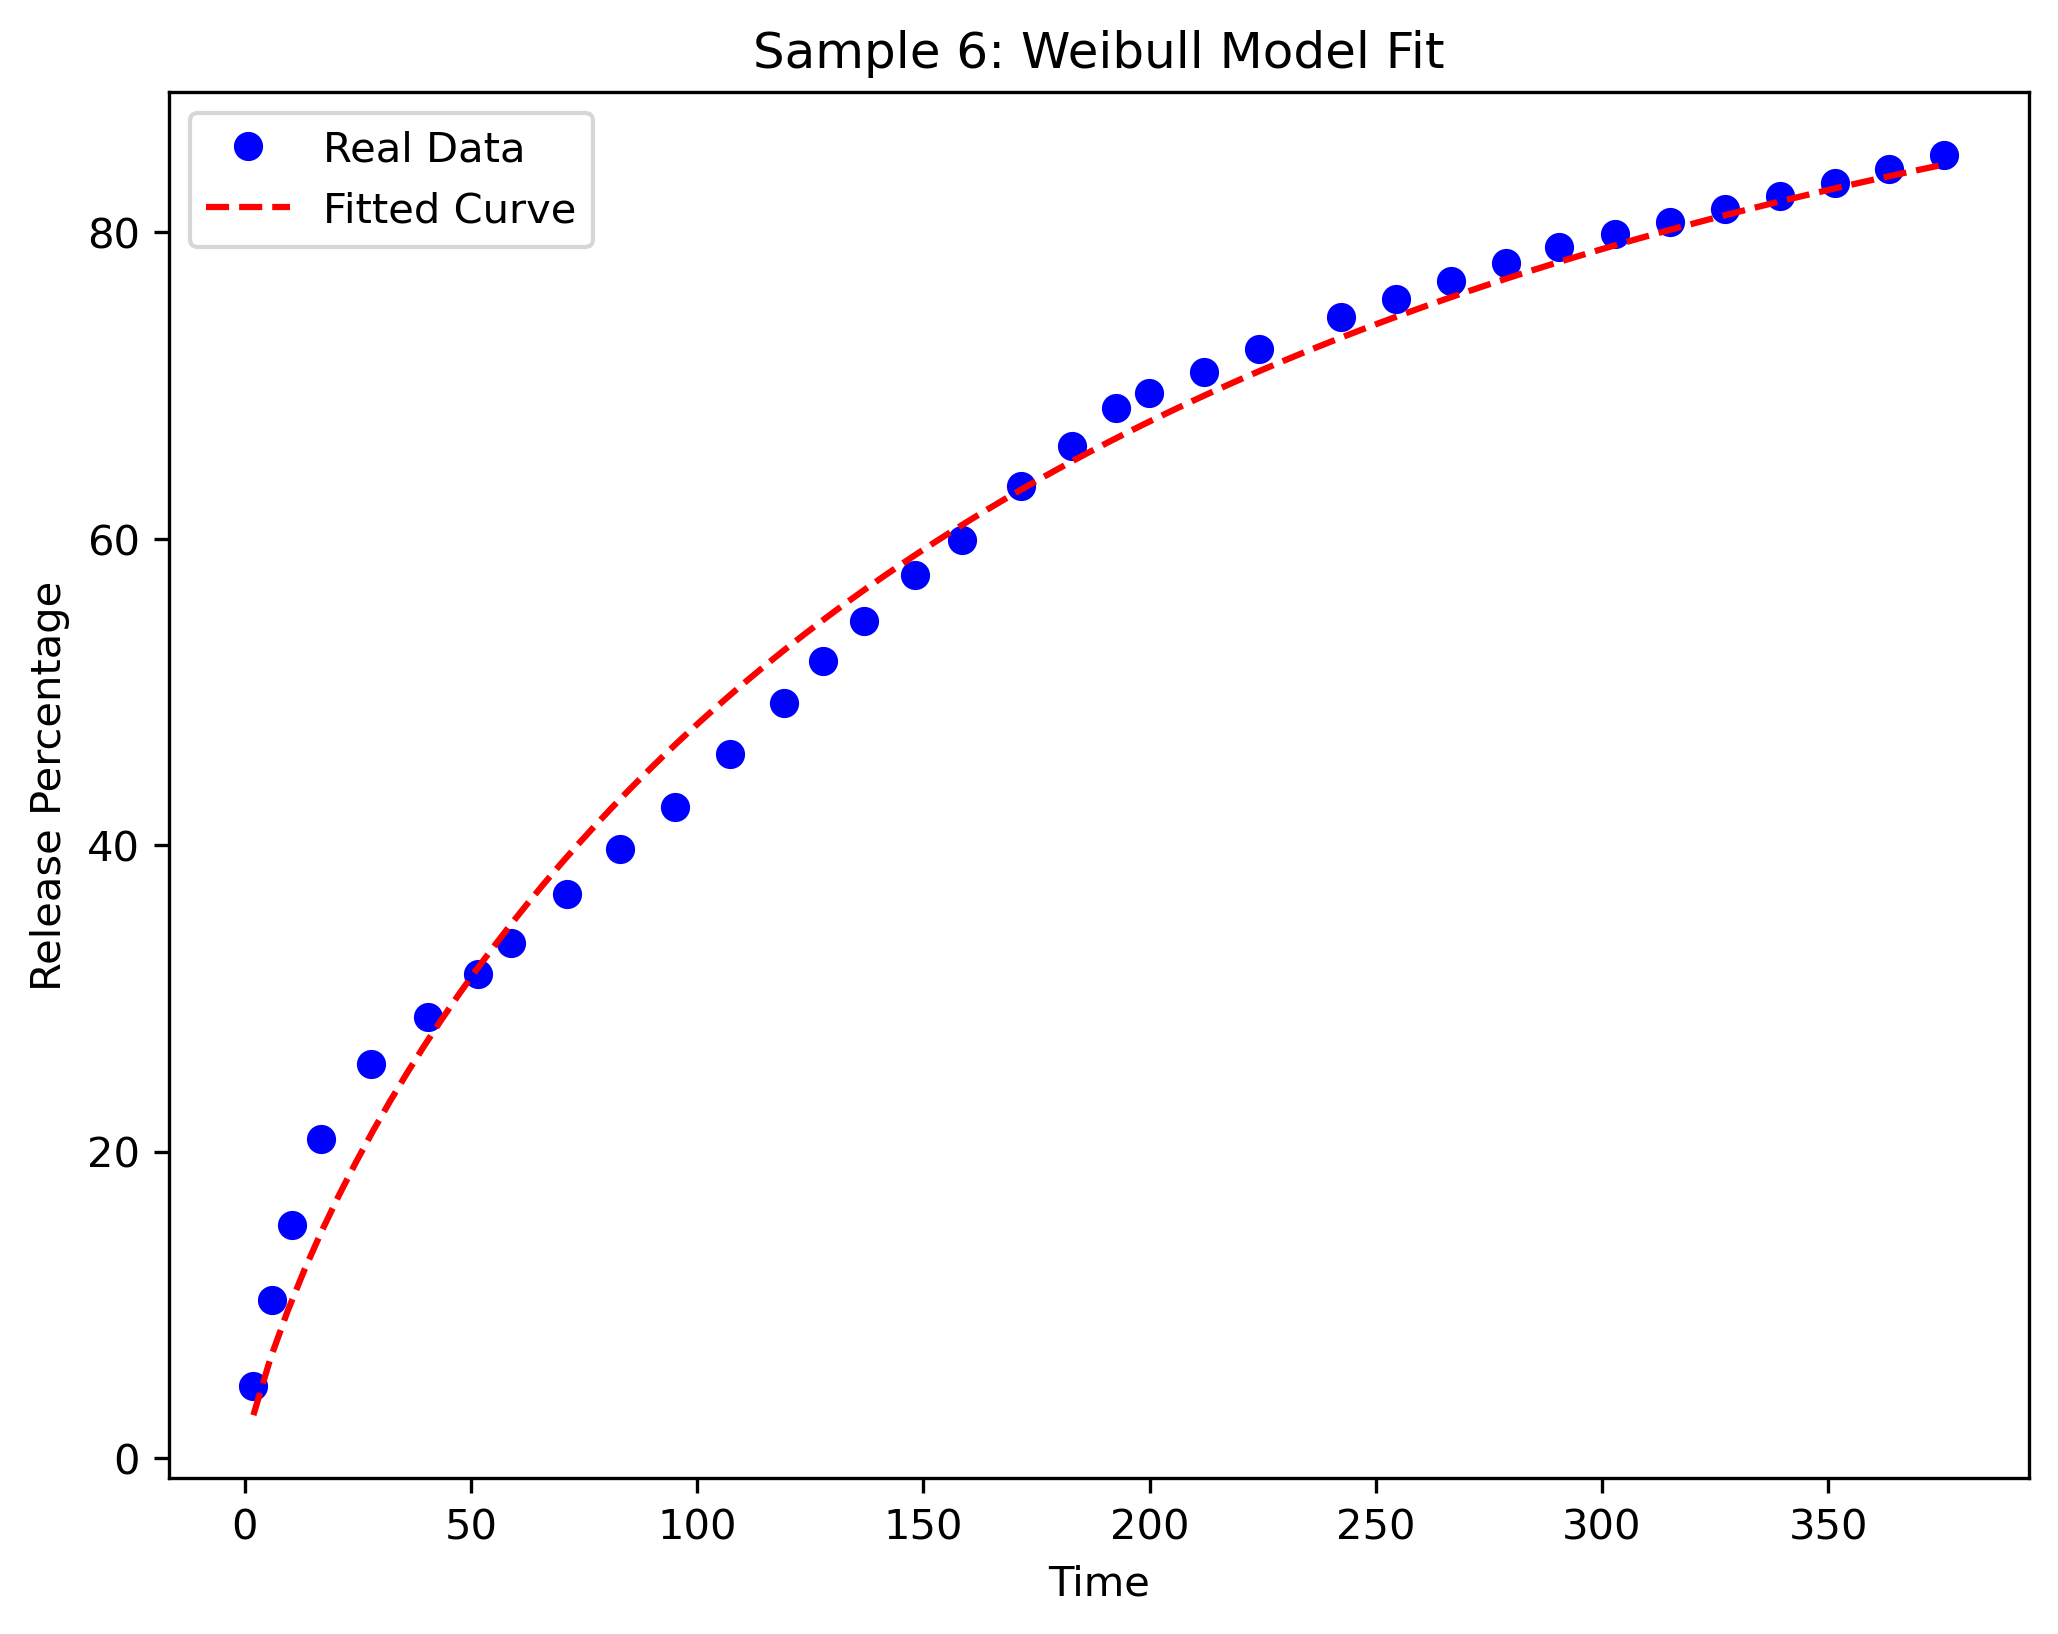 Sample 6: Weibull Model Fit
Real Data
Fitted Curve
Release Percentage
80
60
40
20
0
0 50 100 150 200 250 300 350
Time